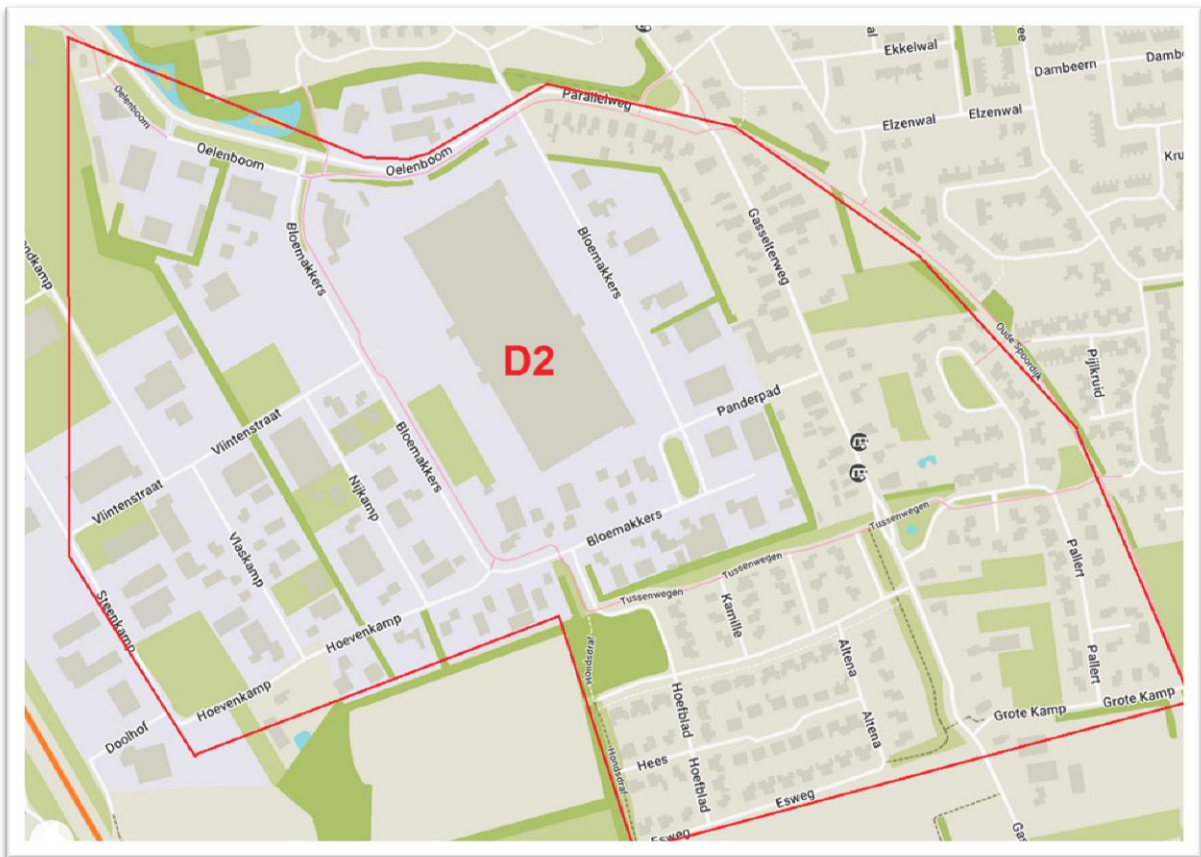 Ekkelwal
Dambeern
Elzenwal
Elzenwal
Parallelweg
Oelenboom
Oelenboom
Oelenboom
Bloemakkers
Bloemakkers
Gasselterweg
D2
Oude Spoordijk
Pijlkruid
Panderpad
Vlintenstraat
Bloemakkers
Nijkamp
Vlintenstraat
Vlaskamp
Bloemakkers
Tussenwegen
Tussenwegen
Tussenwegen
Steenkamp
Hoevenkamp
Kamille
Pallert
Altena
Hondsdraf
Pallert
Hoevenkamp
Hoefblad
Doolhof
Grote Kamp
Grote Kamp
Altena
Hees
Hondsdraf
Hoefblad
Esweg
Esweg